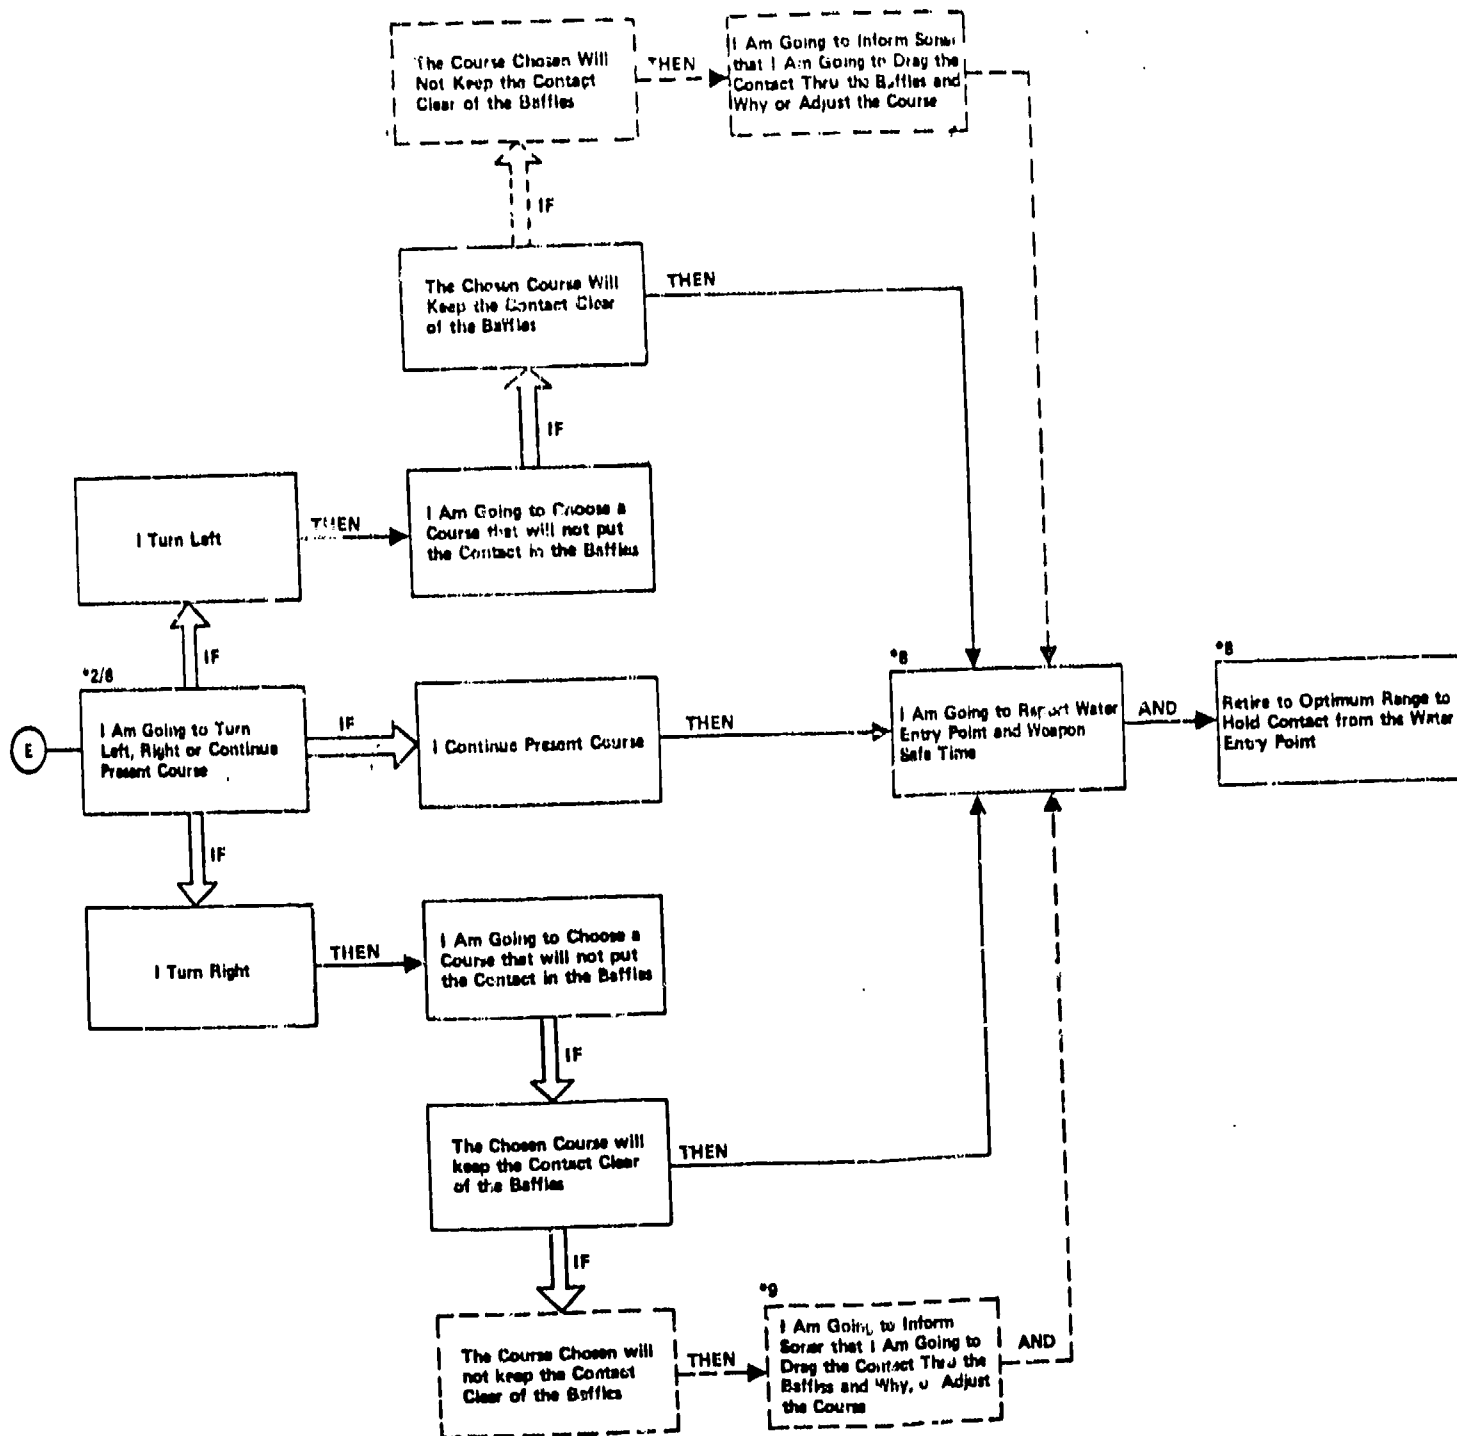 The Course Chosen Will
Not Keep the Contact
Clear of the Baffles
THEN
I Am Going to Inform Sonar
that I Am Going to Drag the
Contact Thru the Baffles and
Why or Adjust the Course
IF
The Chosen Course Will
Keep the Contact Clear
of the Baffles
THEN
IF
I Turn Left
THEN
I Am Going to Choose a
Course that will not put
the Contact in the Baffles
IF
*2/8
E
I Am Going to Turn
Left, Right or Continue
Present Course
IF
I Continue Present Course
THEN
*8
I Am Going to Report Water
Entry Point and Weapon
Safe Time
AND
*8
Retire to Optimum Range to
Hold Contact from the Water
Entry Point
IF
I Turn Right
THEN
I Am Going to Choose a
Course that will not put
the Contact in the Baffles
IF
The Chosen Course will
keep the Contact Clear
of the Baffles
THEN
IF
The Course Chosen will
not keep the Contact
Clear of the Baffles
THEN
*9
I Am Going to Inform
Sonar that I Am Going to
Drag the Contact Thru the
Baffles and Why, Adjust
the Course
AND